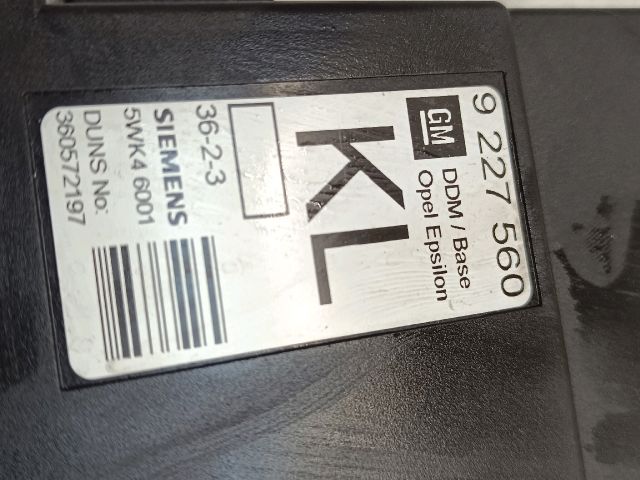 9 227 560
GM
DDM / Base
Opel Epsilon
KL
36-2-3
SIEMENS
5WK4 6001
DUNS No:
360572197